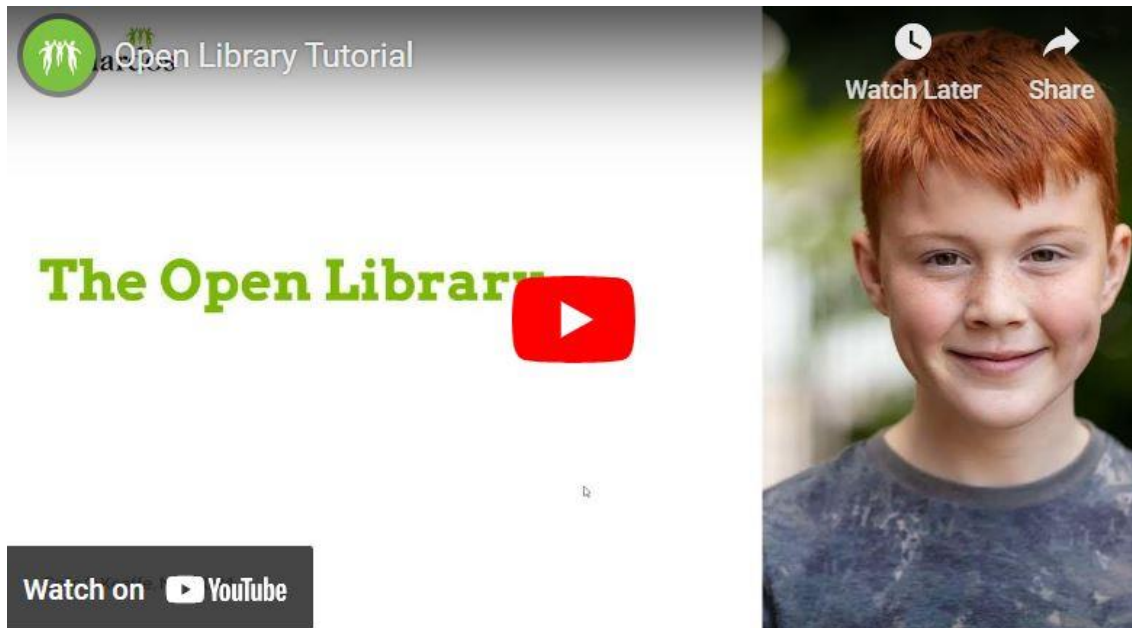 Open Library Tutorial
Watch Later
Share
The Open Library
Watch on YouTube